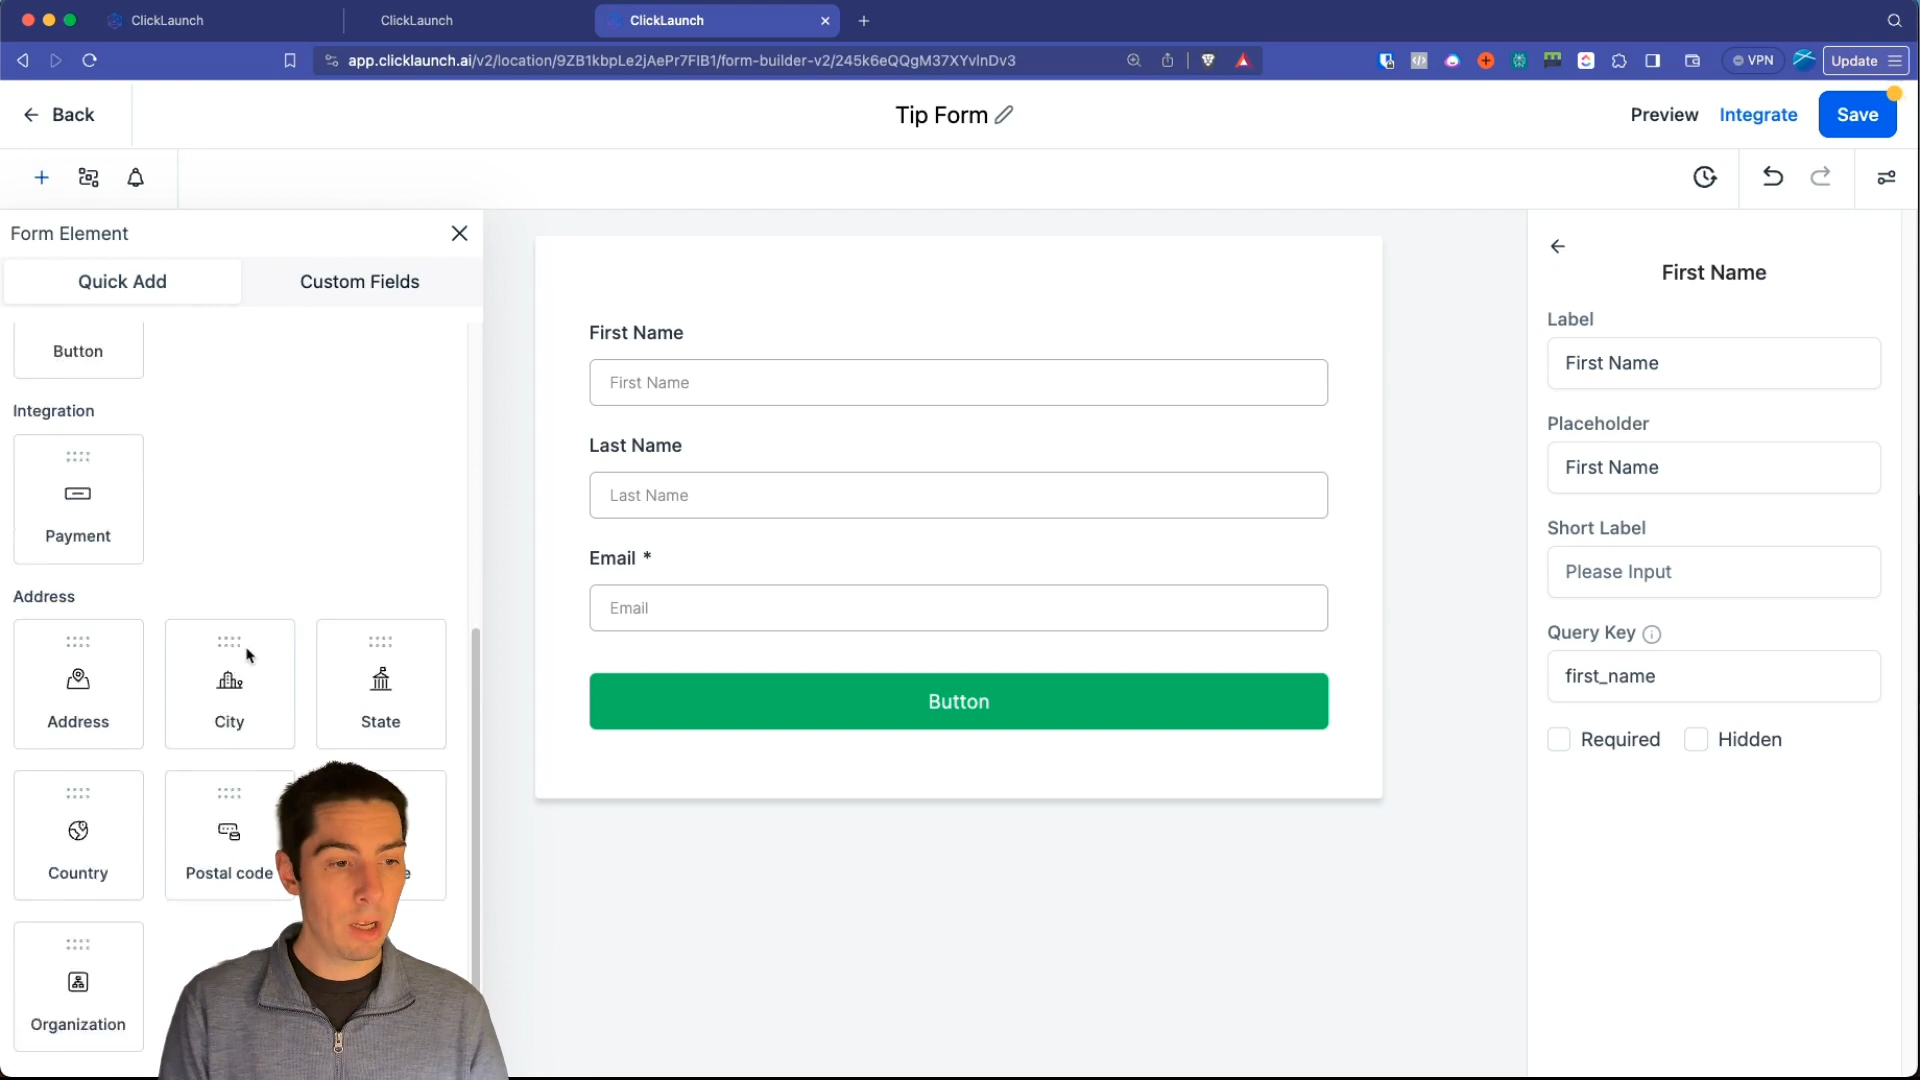 ClickLaunch
ClickLaunch
ClickLaunch
app.clicklaunch.ai/v2/location/9ZB1kbpLe2jAePr7FIB1/form-builder-v2/245k6eQQgM37XYvlnDv3
VPN
Update
Back
Tip Form
Preview
Integrate
Save
Form Element
Quick Add
Custom Fields
Button
Integration
Payment
Address
Address
City
State
Country
Postal code
Organization
First Name
First Name
Last Name
Last Name
Email *
Email
Button
First Name
Label
First Name
Placeholder
First Name
Short Label
Please Input
Query Key
first_name
Required
Hidden